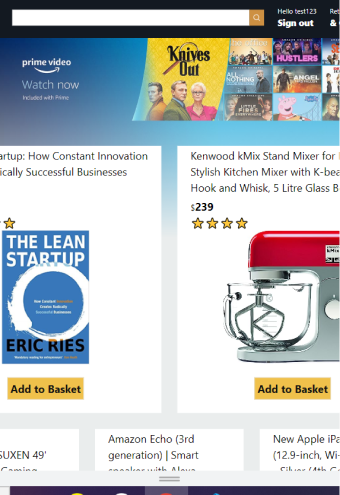 Hello test123 Ret
Sign out &
prime video
Watch now
Included with Prime
Knives
Out
HUSTLERS
ALL
NOTHING
ANGEL
artup: How Constant Innovation
ically Successful Businesses
THE LEAN
STARTUP
How Constant Innovation
Creates Radically
Successful Businesses
ERIC RIES
Add to Basket
Kenwood kMix Stand Mixer for
Stylish Kitchen Mixer with K-bea
Hook and Whisk, 5 Litre Glass B
$239
Add to Basket
SUXEN 49'
Gaming
Amazon Echo (3rd
generation) | Smart
speaker with Alexa
New Apple iPa
(12.9-inch, Wi-
- Silver (4th G